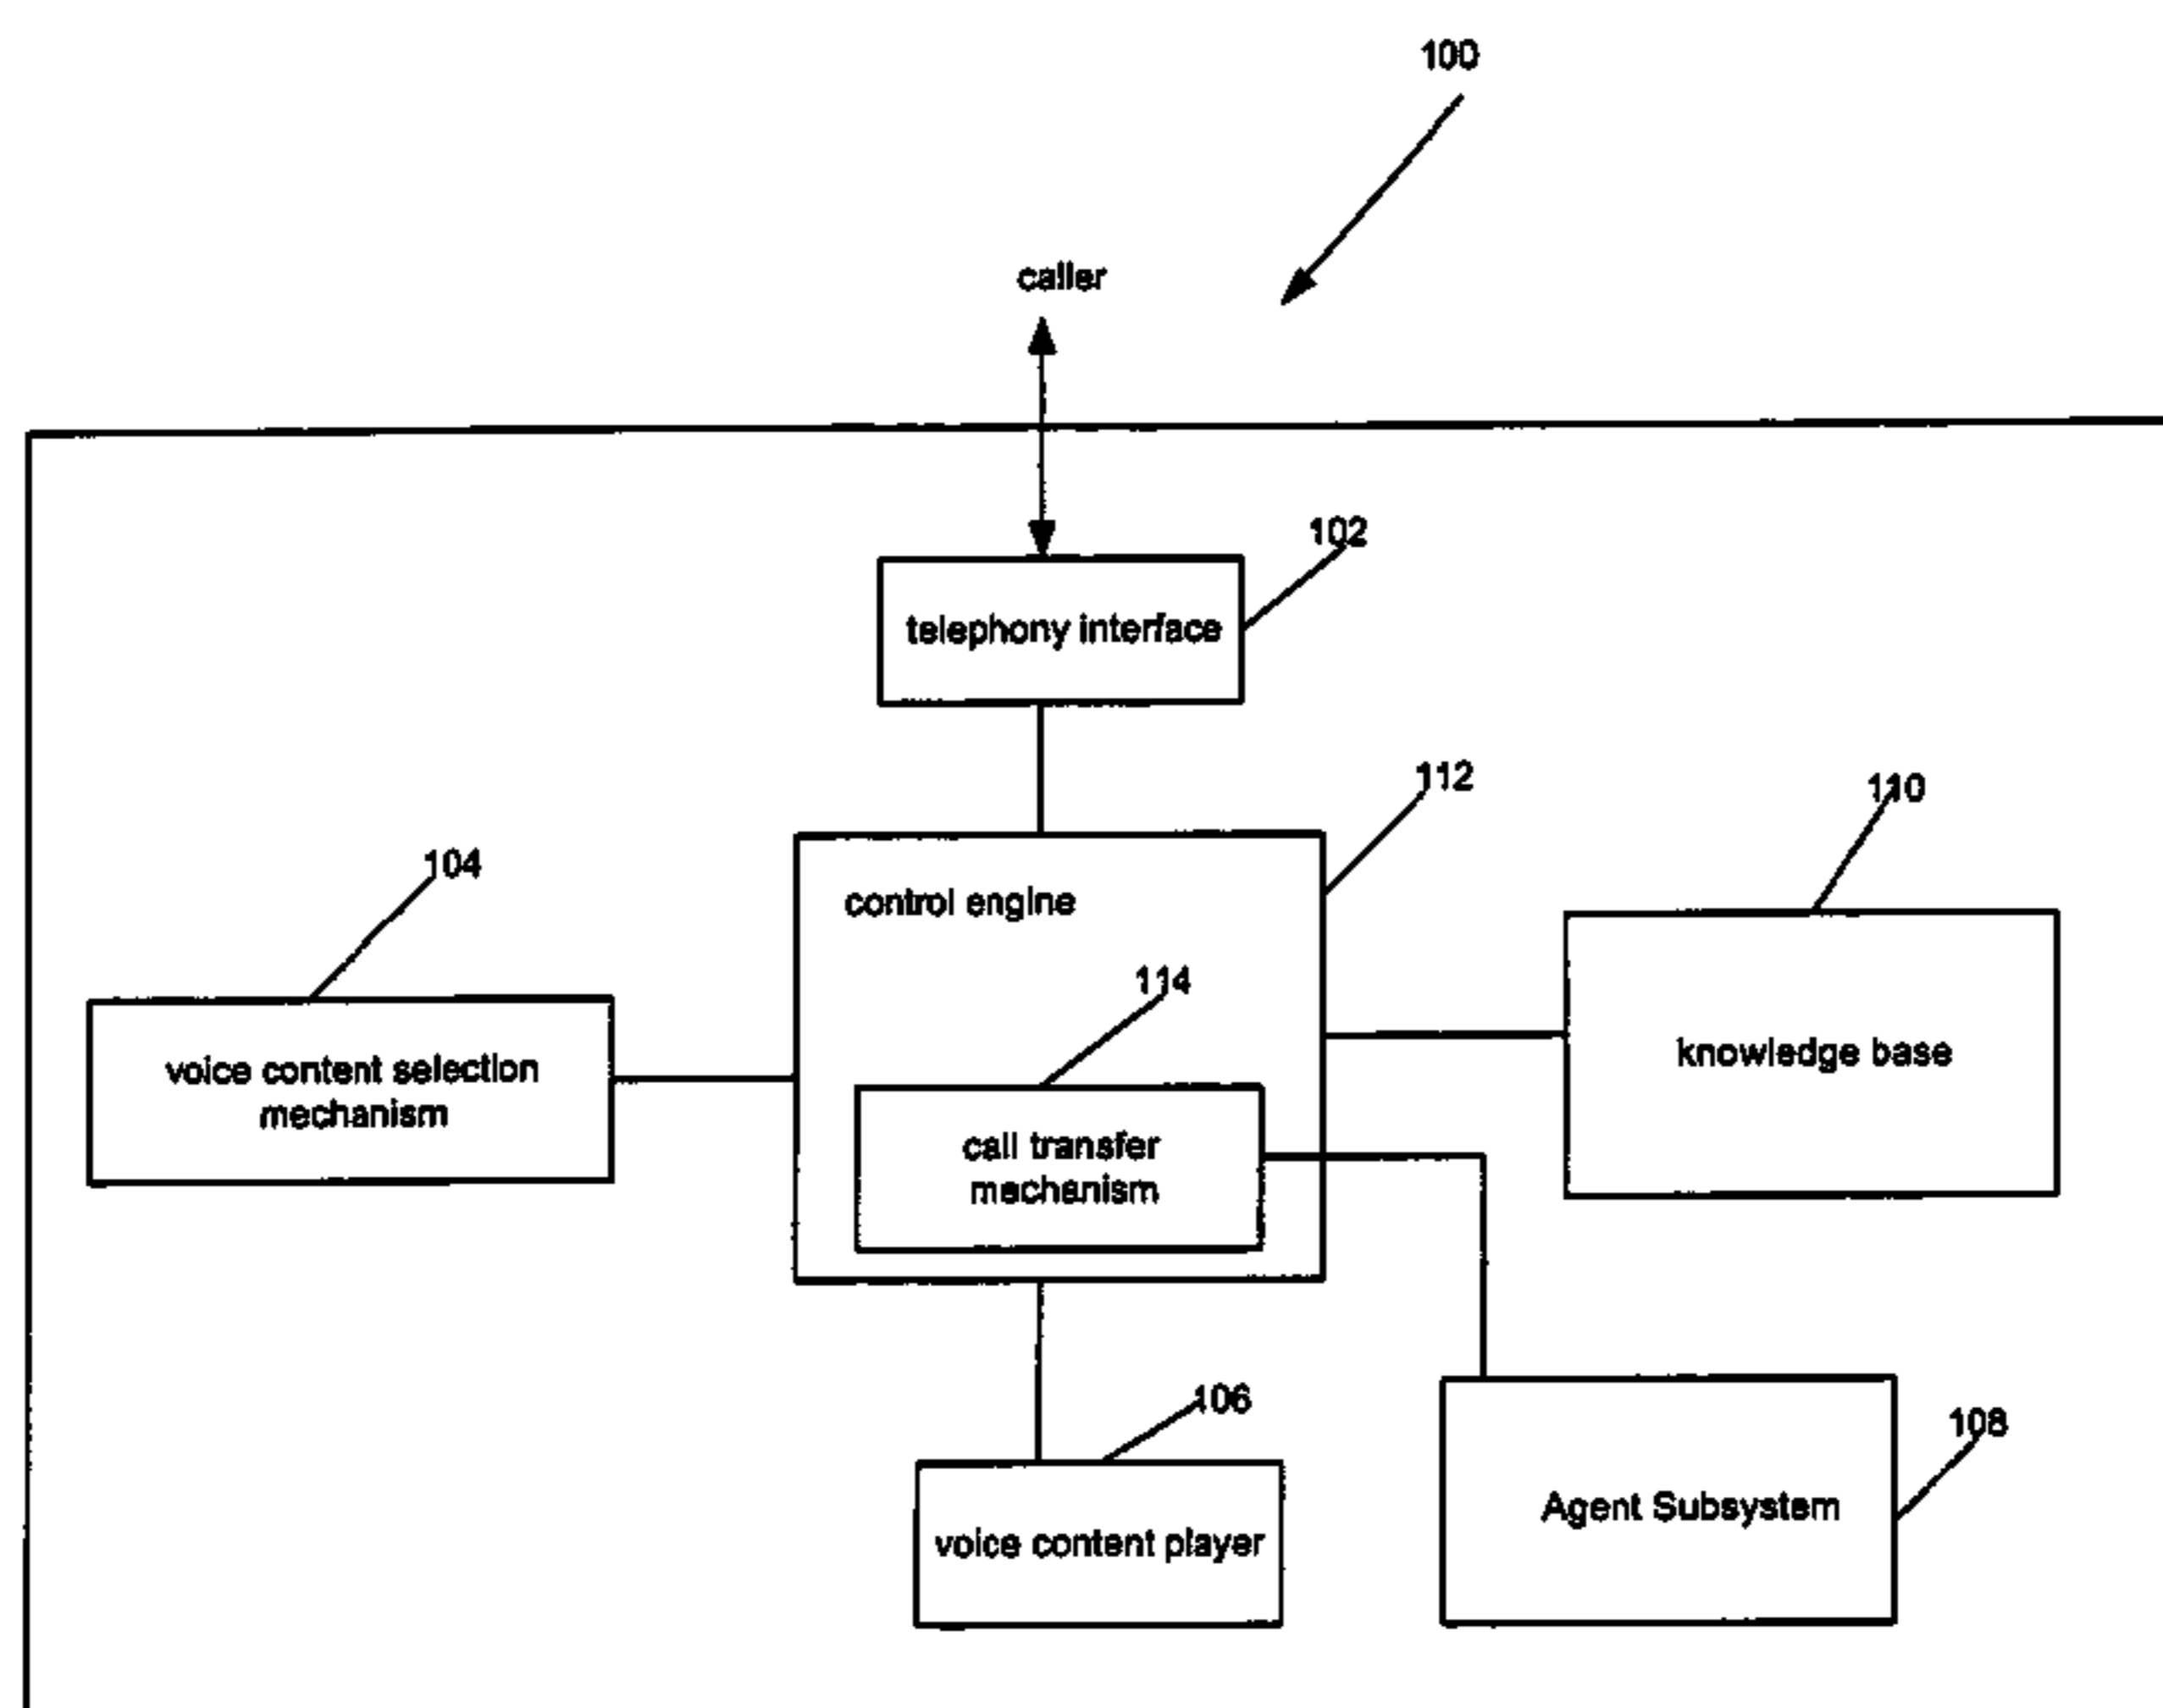 100
caller
102
telephony interface
112
110
104
control engine
114
knowledge base
voice content selection
mechanism
call transfer
mechanism
106
108
Agent Subsystem
voice content player